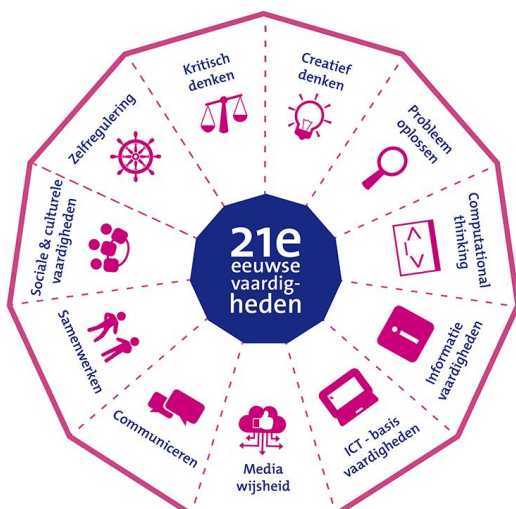 21e
eeuwse
vaardig-
heden
Kritisch
denken
Creatief
denken
Probleem
oplossen
Computational
thinking
Informatie
vaardigheden
ICT - basis
vaardigheden
Media
wijsheid
Communiceren
Samenwerken
Sociale & culturele
vaardigheden
Zelfregulering